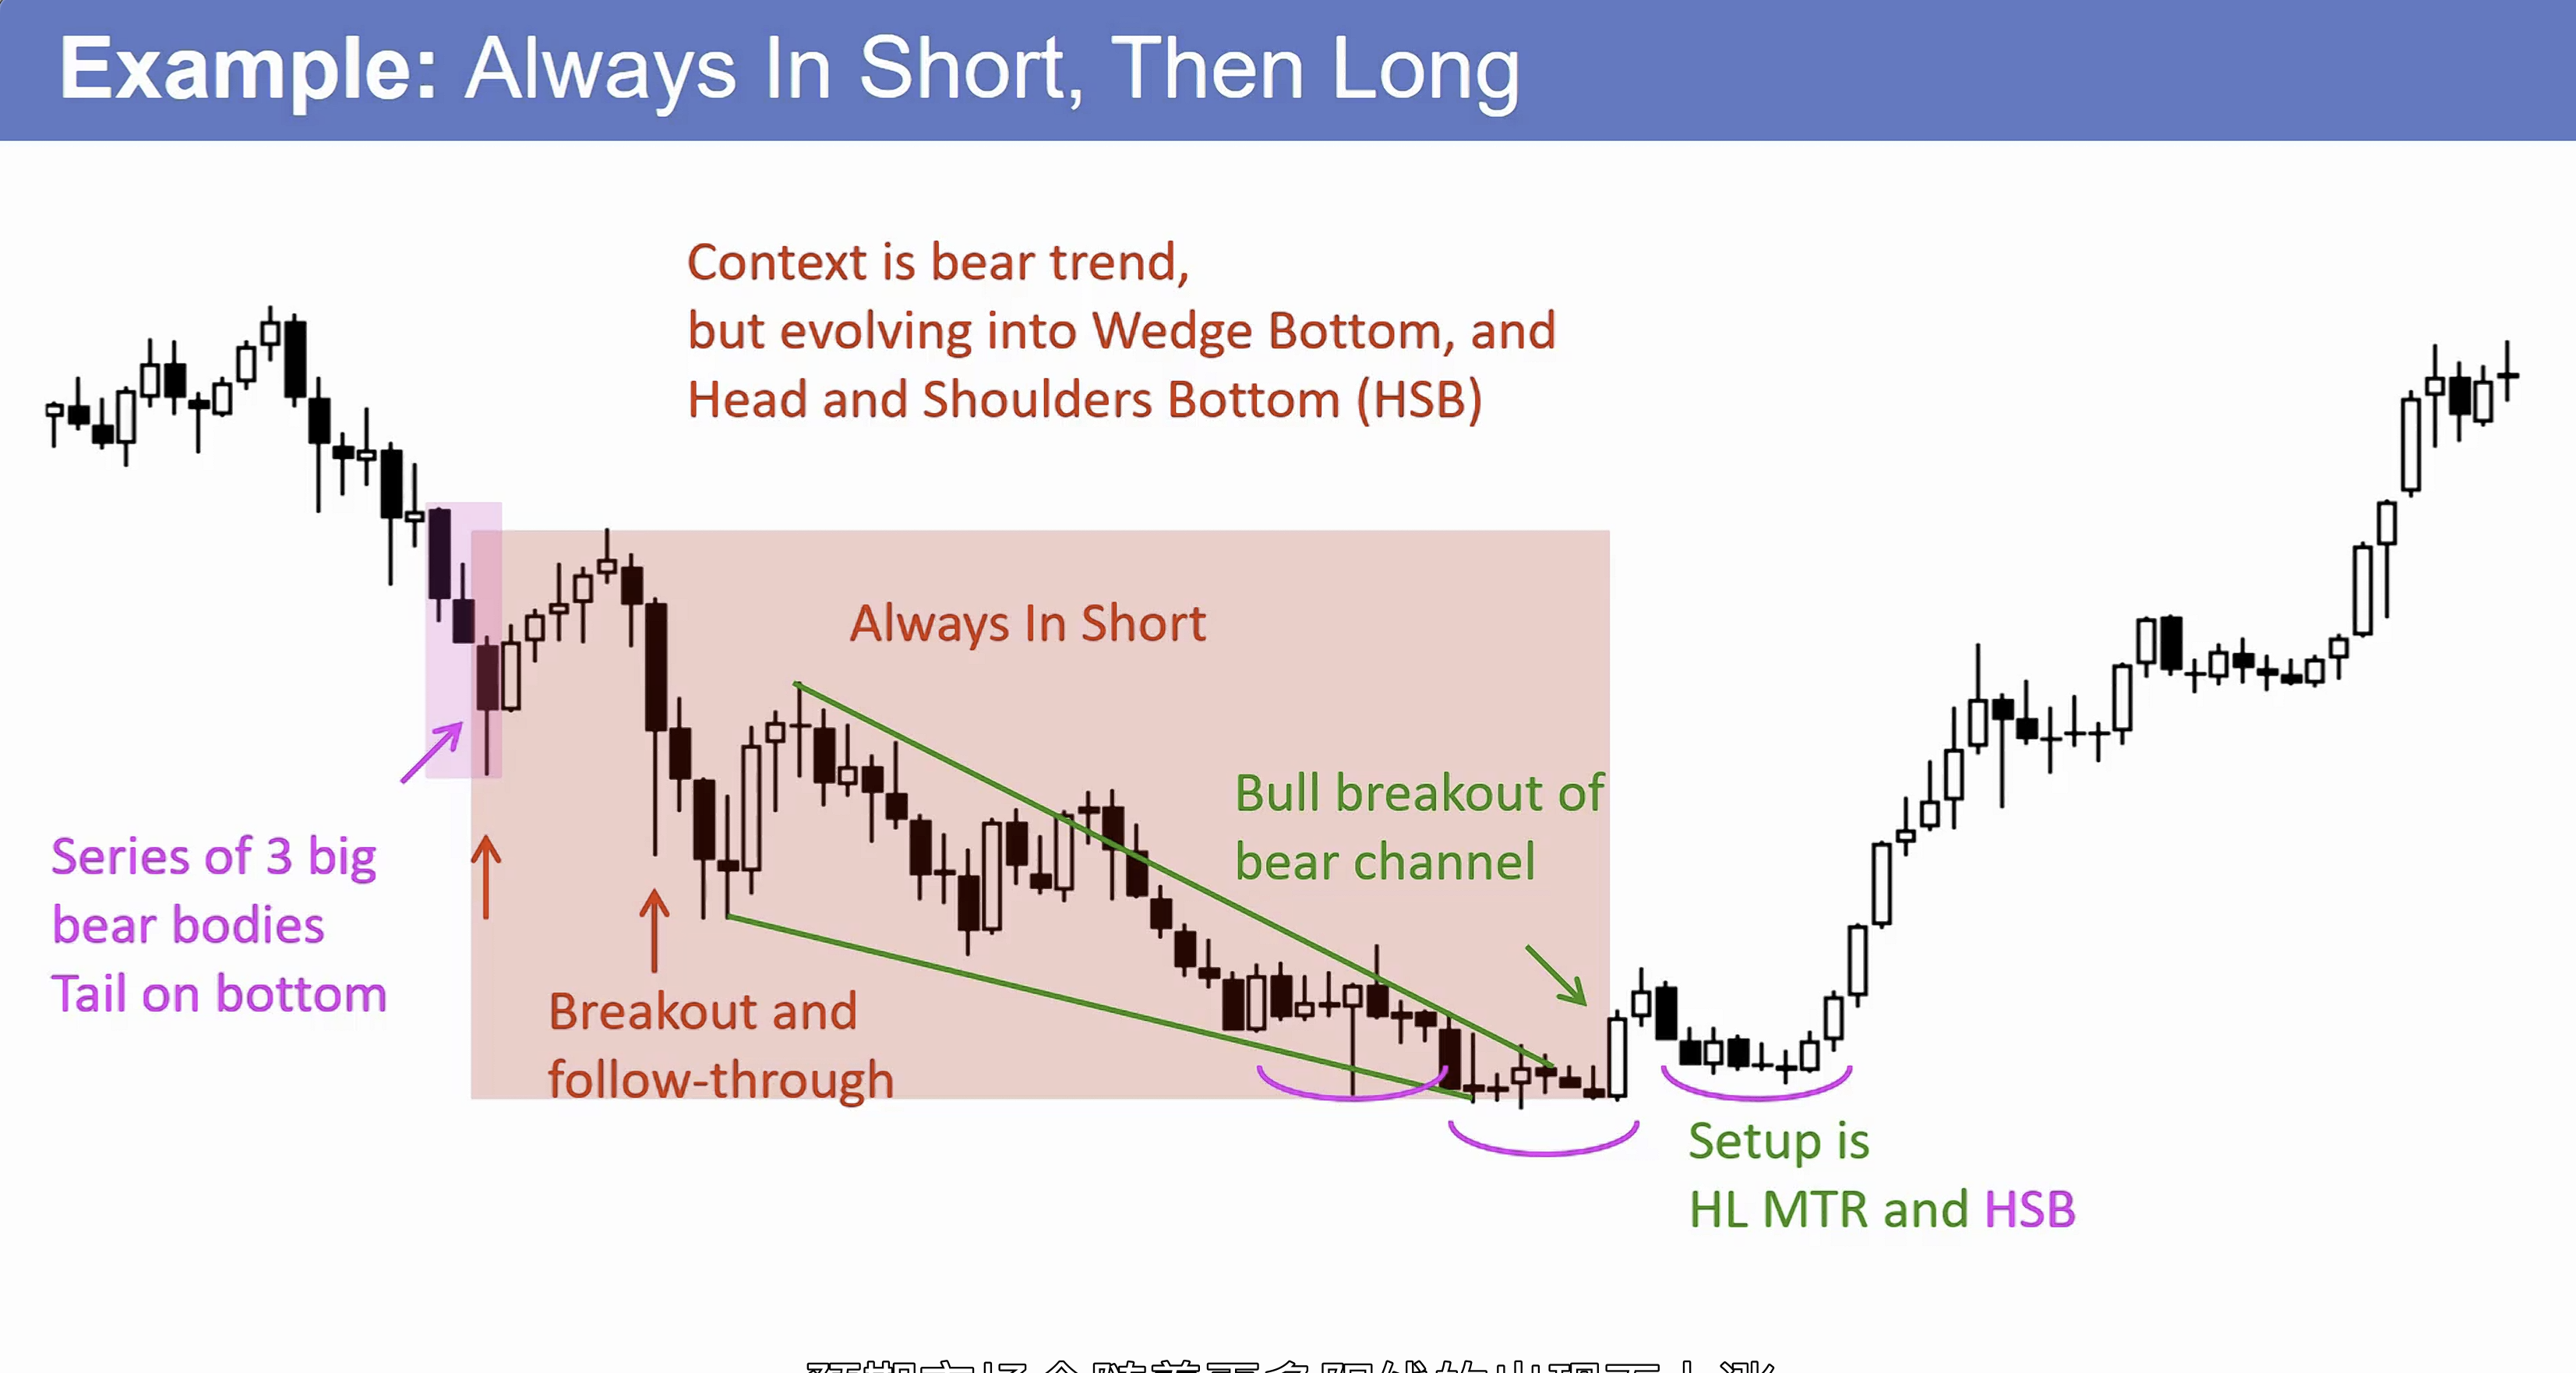 Example: Always In Short, Then Long
Context is bear trend,
but evolving into Wedge Bottom, and
Head and Shoulders Bottom (HSB)
Always In Short
Bull breakout of
bear channel
Series of 3 big
bear bodies
Tail on bottom
Breakout and
follow-through
Setup is
HL MTR and HSB